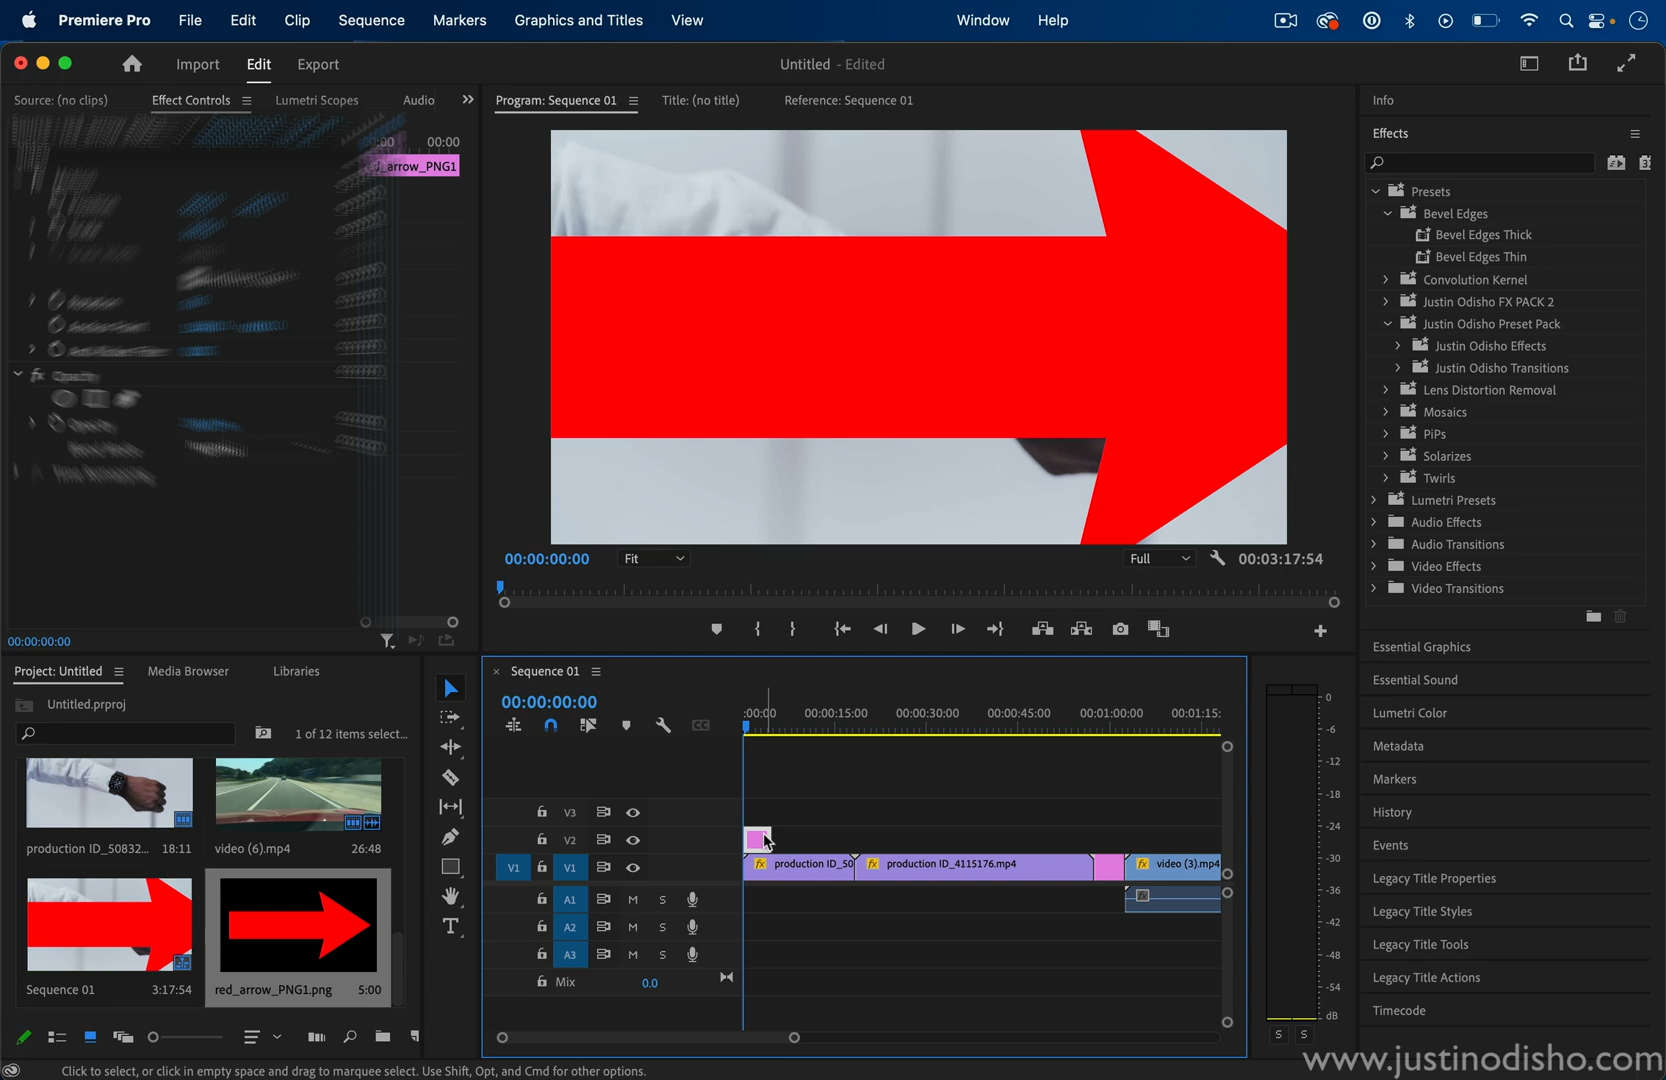 Premiere Pro File Edit Clip Sequence Markers Graphics and Titles View Window Help
Import Edit Export Untitled - Edited
Source: (no clips) Effect Controls Lumetri Scopes Audio
Program: Sequence 01 Title: (no title) Reference: Sequence 01
00:00
red_arrow_PNG1
00:00:00:00
00:00:00:00 Fit Full 00:03:17:54
Info
Effects
Presets
Bevel Edges
Bevel Edges Thick
Bevel Edges Thin
Convolution Kernel
Justin Odisho FX PACK 2
Justin Odisho Preset Pack
Justin Odisho Effects
Justin Odisho Transitions
Lens Distortion Removal
Mosaics
PiPs
Solarizes
Twirls
Lumetri Presets
Audio Effects
Audio Transitions
Video Effects
Video Transitions
Essential Graphics
Essential Sound
Lumetri Color
Metadata
Markers
History
Events
Legacy Title Properties
Legacy Title Styles
Legacy Title Tools
Legacy Title Actions
Timecode
Project: Untitled Media Browser Libraries
Untitled.prproj
1 of 12 items select...
production ID_50832... 18:11
video (6).mp4 26:48
Sequence 01 3:17:54
red_arrow_PNG1.png 5:00
× Sequence 01
00:00:00:00
:00:00 00:00:15:00 00:00:30:00 00:00:45:00 00:01:00:00 00:01:15:
V3
V2
V1 V1 fx production ID_50 fx production ID_4115176.mp4 fx video (3).mp4
A1 M S
A2 M S
A3 M S
Mix 0.0
0
-6
-12
-18
-24
-30
-36
-42
-48
-54
dB
S S
Click to select, or click in empty space and drag to marquee select. Use Shift, Opt, and Cmd for other options.
www.justinodisho.com